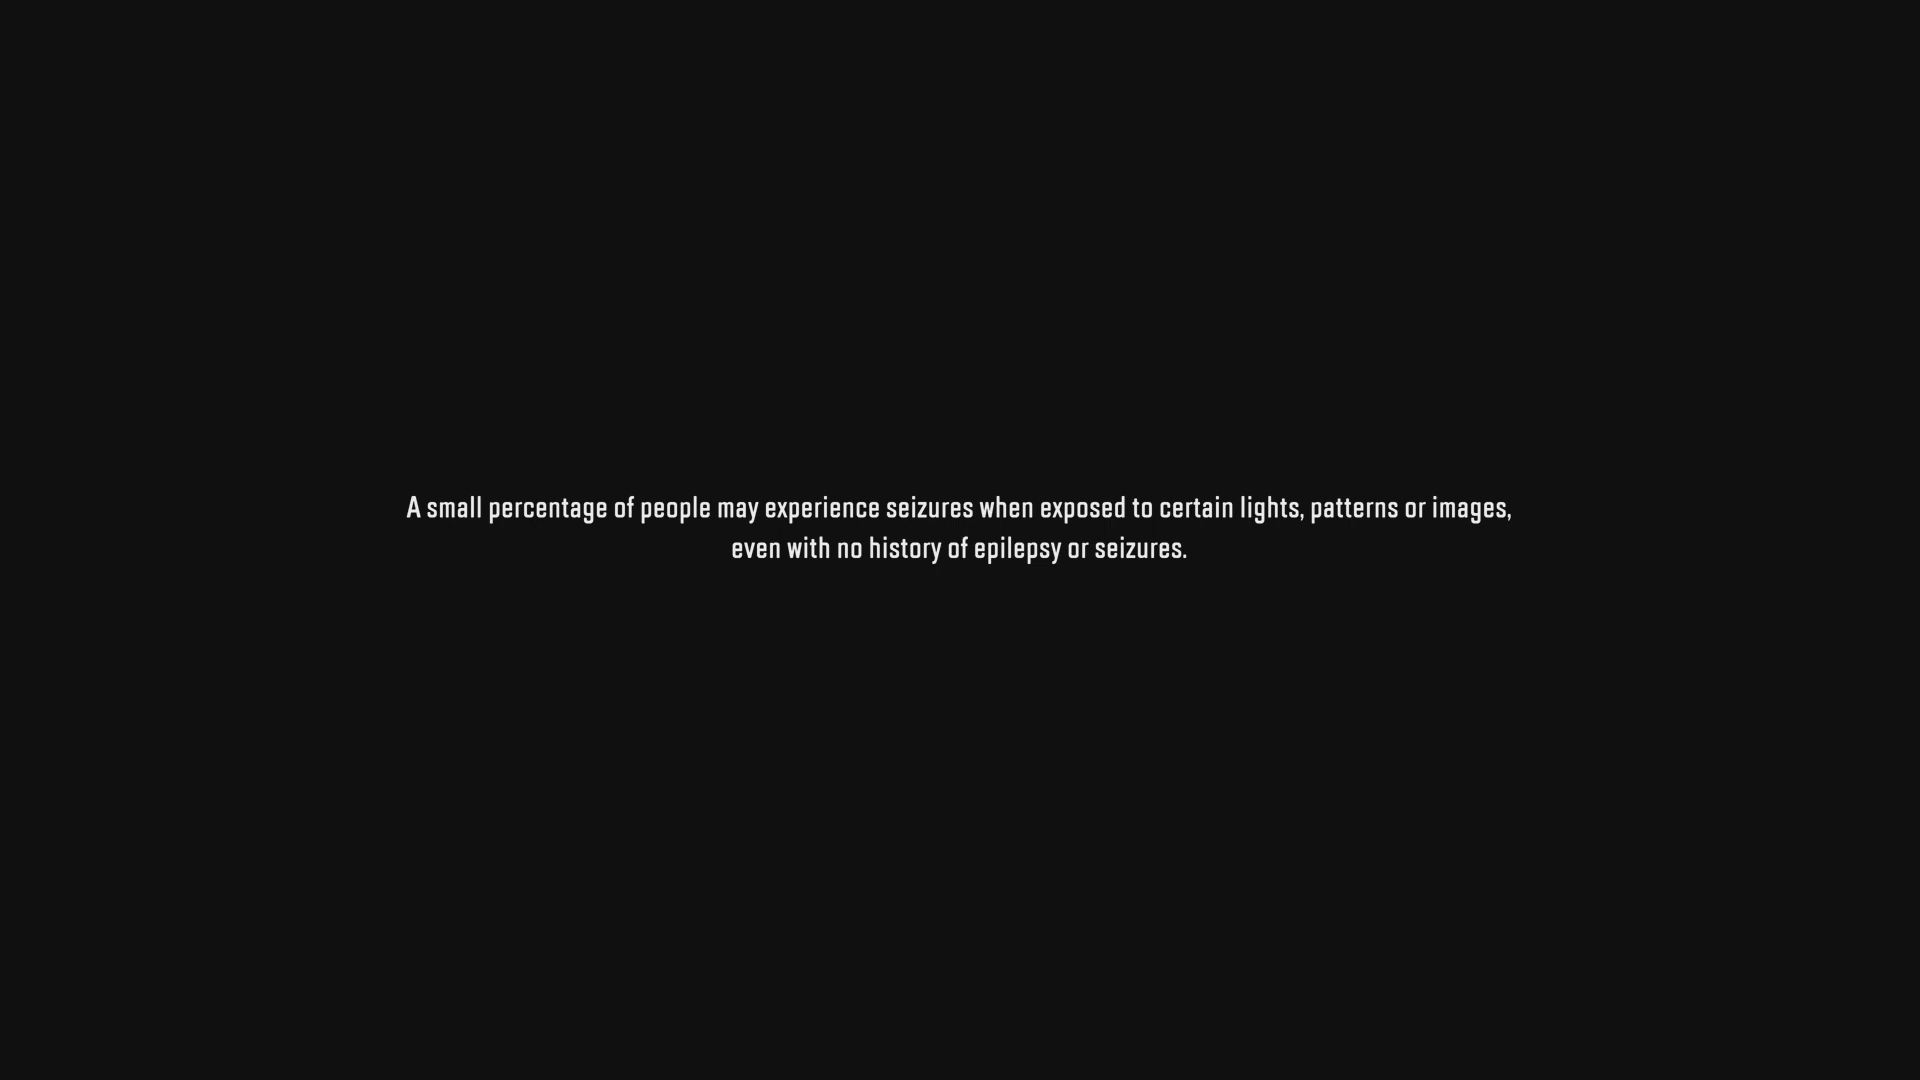 A small percentage of people may experience seizures when exposed to certain lights, patterns or images,
even with no history of epilepsy or seizures.